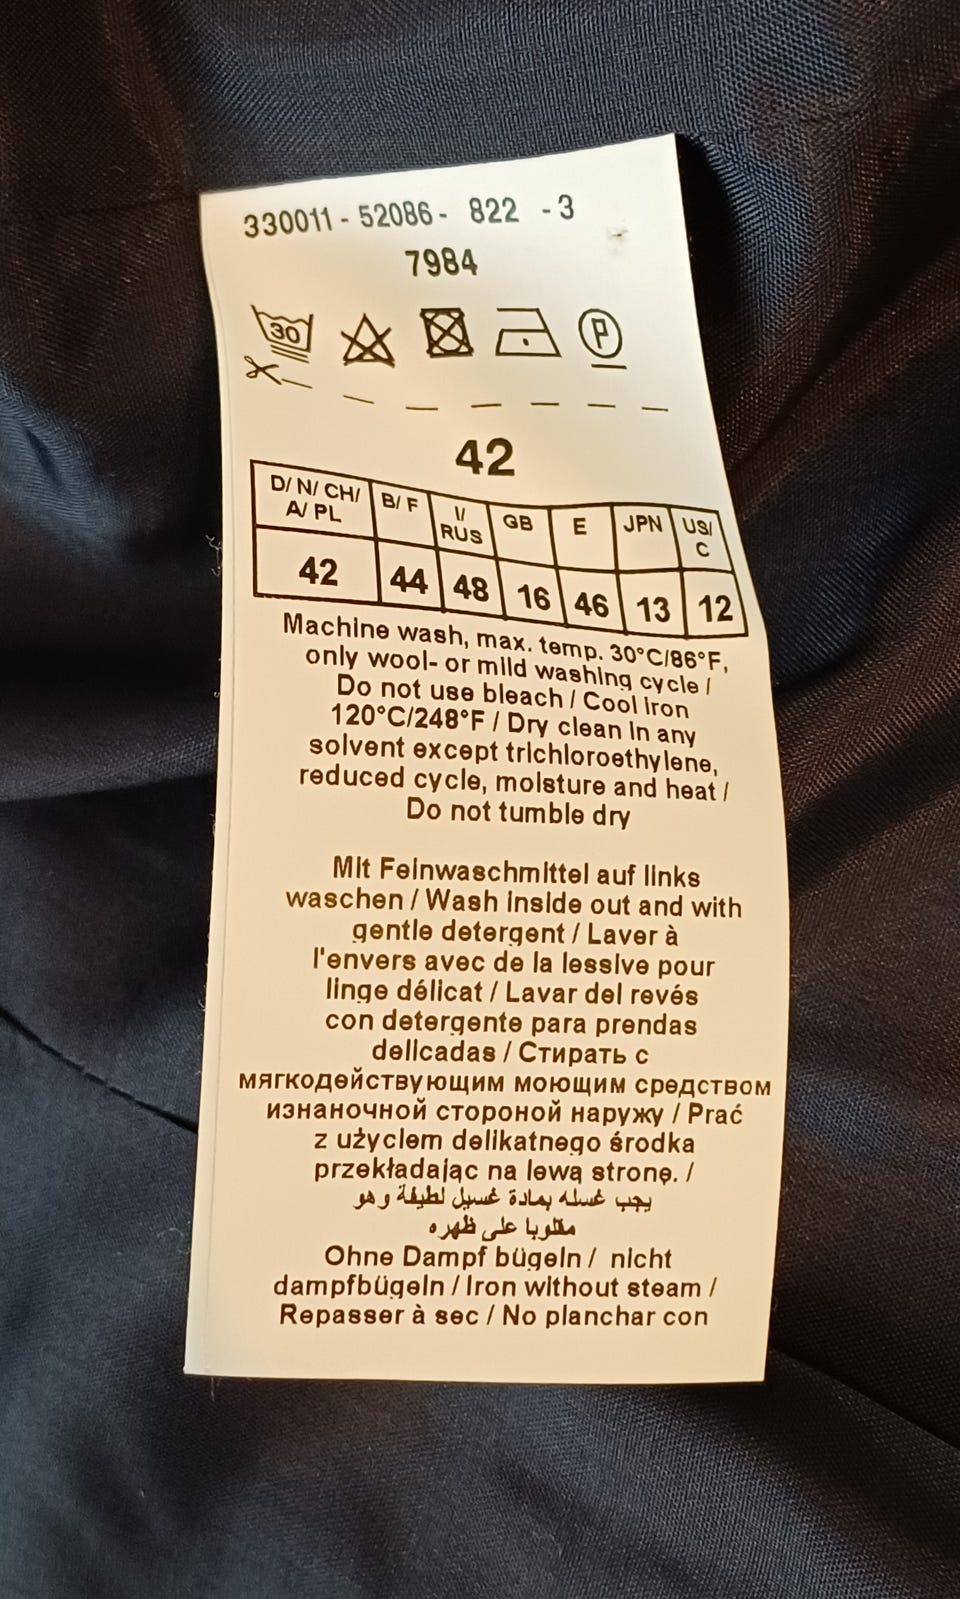 330011 - 52086 - 822 - 3
7984
30 P
42
D/ N/ CH/ A/ PL B/ F I/ RUS GB E JPN US/ C
42 44 48 16 46 13 12
Machine wash, max. temp. 30°C/86°F,
only wool- or mild washing cycle /
Do not use bleach / Cool iron
120°C/248°F / Dry clean in any
solvent except trichloroethylene,
reduced cycle, moisture and heat /
Do not tumble dry
Mit Feinwaschmittel auf links
waschen / Wash inside out and with
gentle detergent / Laver à
l'envers avec de la lessive pour
linge délicat / Lavar del revés
con detergente para prendas
delicadas / Стирать с
мягкодействующим моющим средством
изнаночной стороной наружу / Prać
z użyciem delikatnego środka
przekładając na lewą stronę. /
يجب غسله بمادة غسيل لطيفة وهو
مقلوبا على ظهره
Ohne Dampf bügeln / nicht
dampfbügeln / Iron without steam /
Repasser à sec / No planchar con